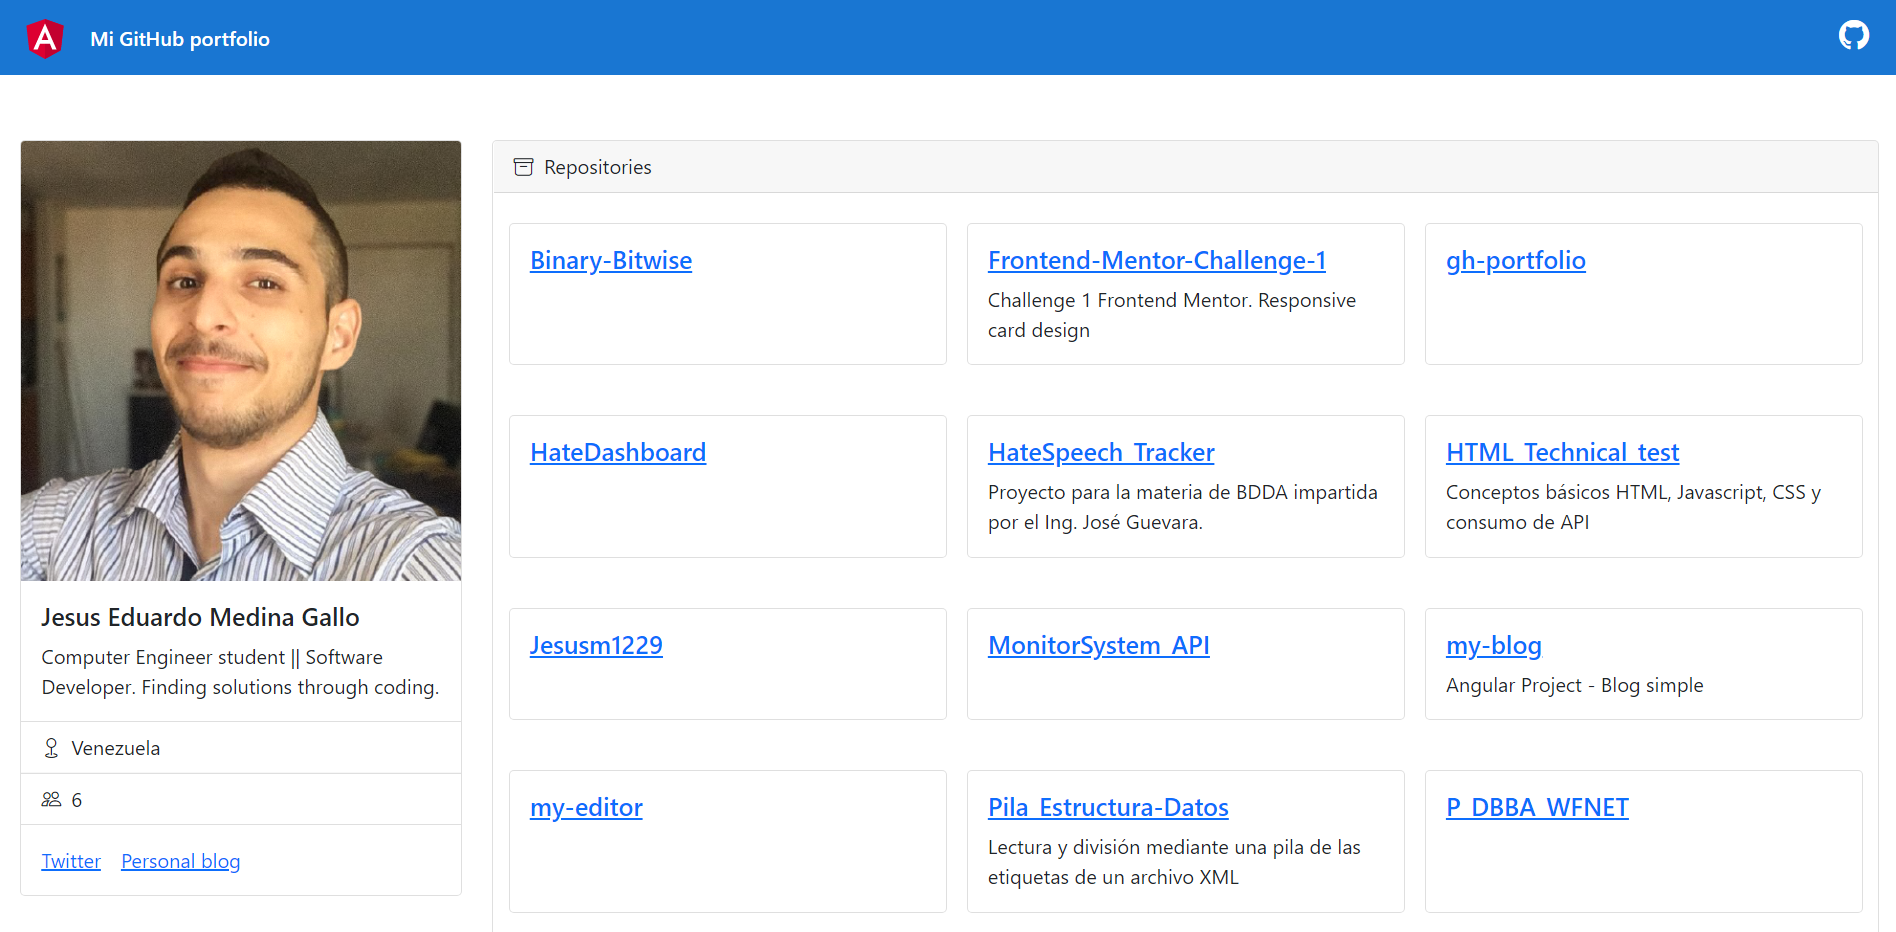 Mi GitHub portfolio
Jesus Eduardo Medina Gallo
Computer Engineer student || Software
Developer. Finding solutions through coding.
Venezuela
6
Twitter Personal blog
Repositories
Binary-Bitwise
Frontend-Mentor-Challenge-1
Challenge 1 Frontend Mentor. Responsive
card design
gh-portfolio
HateDashboard
HateSpeech_Tracker
Proyecto para la materia de BDDA impartida
por el Ing. José Guevara.
HTML_Technical_test
Conceptos básicos HTML, Javascript, CSS y
consumo de API
Jesusm1229
MonitorSystem_API
my-blog
Angular Project - Blog simple
my-editor
Pila_Estructura-Datos
Lectura y división mediante una pila de las
etiquetas de un archivo XML
P_DBBA_WFNET